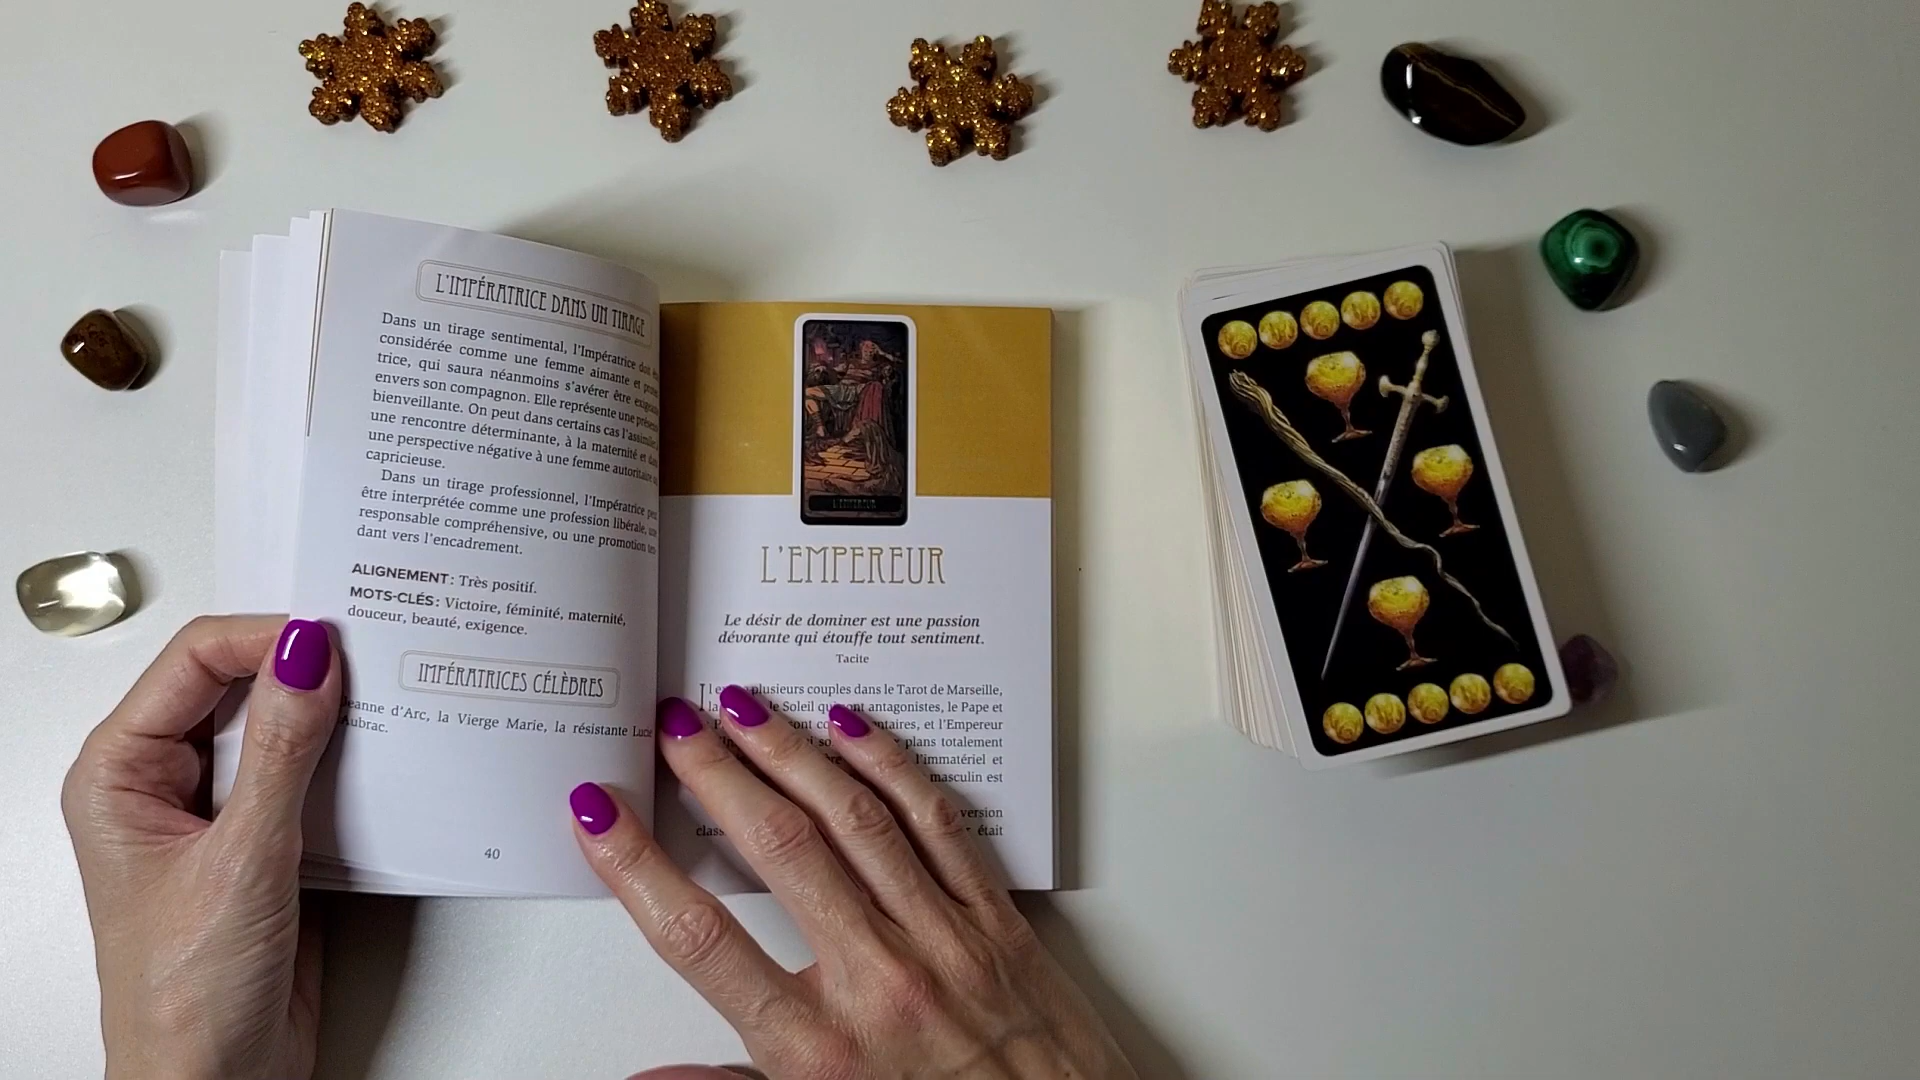 L'IMPÉRATRICE DANS UN TIRAGE
Dans un tirage sentimental, l'Impératrice doit
considérée comme une femme aimante et
trice, qui saura néanmoins s'avérer être
envers son compagnon. Elle représente une
bienveillante. On peut dans certains cas
une rencontre déterminante, à la maternité et
une perspective négative à une femme
capricieuse.
Dans un tirage professionnel, l'Impératrice
être interprétée comme une profession libérale,
responsable compréhensive, ou une promotion
dant vers l'encadrement.
ALIGNEMENT : Très positif.
MOTS-CLÉS : Victoire, féminité, maternité,
douceur, beauté, exigence.
IMPÉRATRICES CÉLÈBRES
Jeanne d'Arc, la Vierge Marie, la résistante Lucie
Aubrac.
40
L'EMPEREUR
L'EMPEREUR
Le désir de dominer est une passion
dévorante qui étouffe tout sentiment.
Tacite
plusieurs couples dans le Tarot de Marseille,
le Soleil qui sont antagonistes, le Pape et
sont et l'Empereur
plans totalement
l'immatériel et
masculin est
version
était